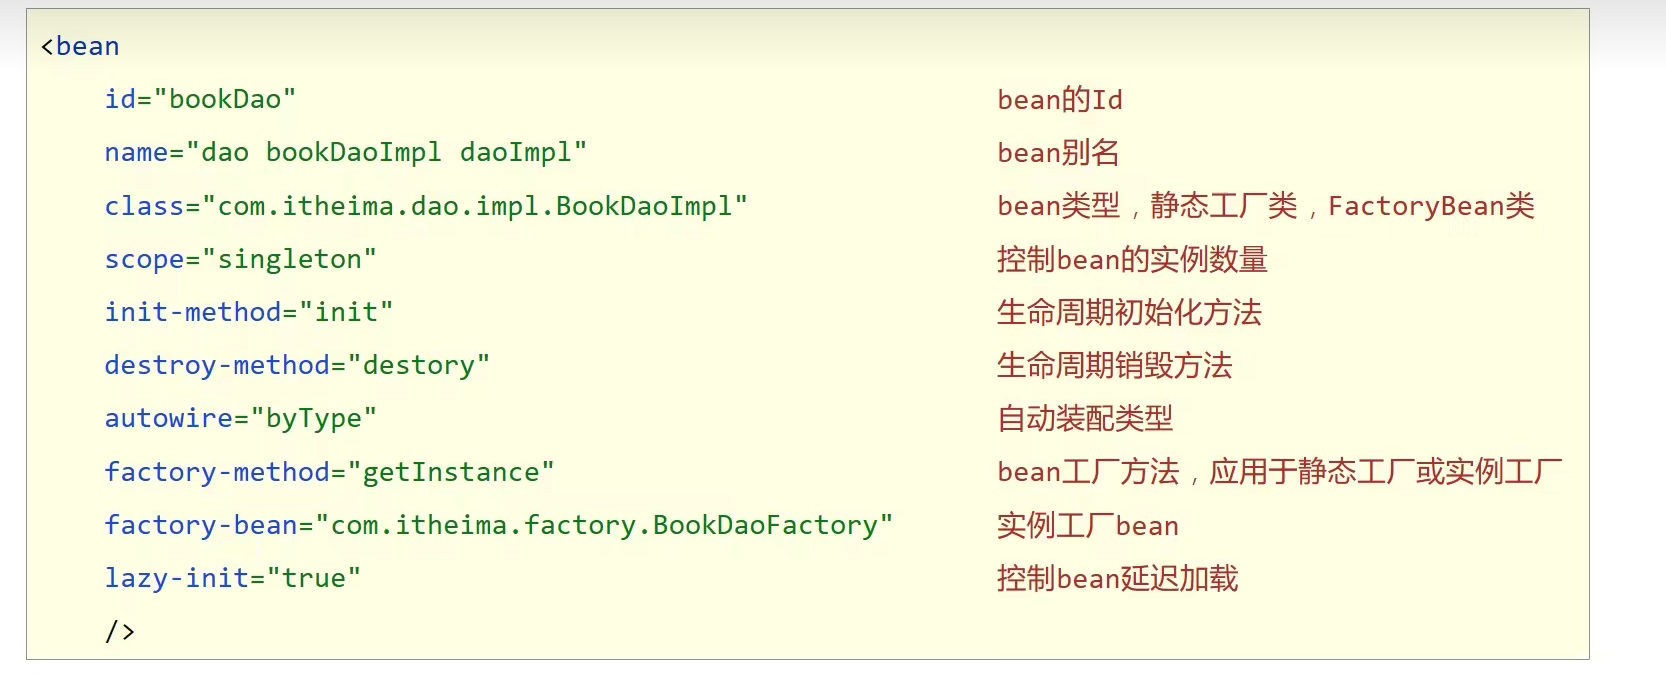 <bean
id="bookDao" bean的Id
name="dao bookDaoImpl daoImpl" bean别名
class="com.itheima.dao.impl.BookDaoImpl" bean类型，静态工厂类，FactoryBean类
scope="singleton" 控制bean的实例数量
init-method="init" 生命周期初始化方法
destroy-method="destory" 生命周期销毁方法
autowire="byType" 自动装配类型
factory-method="getInstance" bean工厂方法，应用于静态工厂或实例工厂
factory-bean="com.itheima.factory.BookDaoFactory" 实例工厂bean
lazy-init="true" 控制bean延迟加载
/>